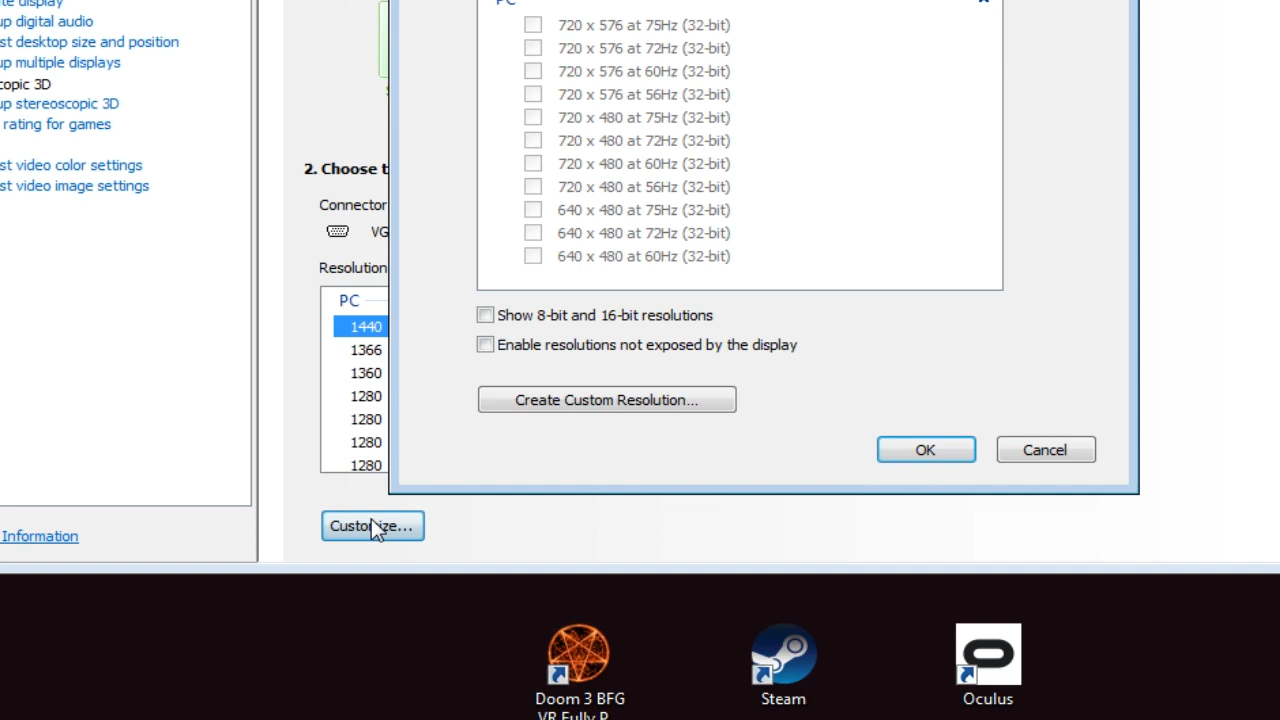 te display
up digital audio
st desktop size and position
up multiple displays
copic 3D
up stereoscopic 3D
rating for games
st video color settings
st video image settings
Information
2. Choose t
Connector
VG
Resolution
PC
1440
1366
1360
1280
1280
1280
1280
Customize...
PC
720 x 576 at 75Hz (32-bit)
720 x 576 at 72Hz (32-bit)
720 x 576 at 60Hz (32-bit)
720 x 576 at 56Hz (32-bit)
720 x 480 at 75Hz (32-bit)
720 x 480 at 72Hz (32-bit)
720 x 480 at 60Hz (32-bit)
720 x 480 at 56Hz (32-bit)
640 x 480 at 75Hz (32-bit)
640 x 480 at 72Hz (32-bit)
640 x 480 at 60Hz (32-bit)
Show 8-bit and 16-bit resolutions
Enable resolutions not exposed by the display
Create Custom Resolution...
OK
Cancel
Doom 3 BFG
VR Fully P...
Steam
Oculus